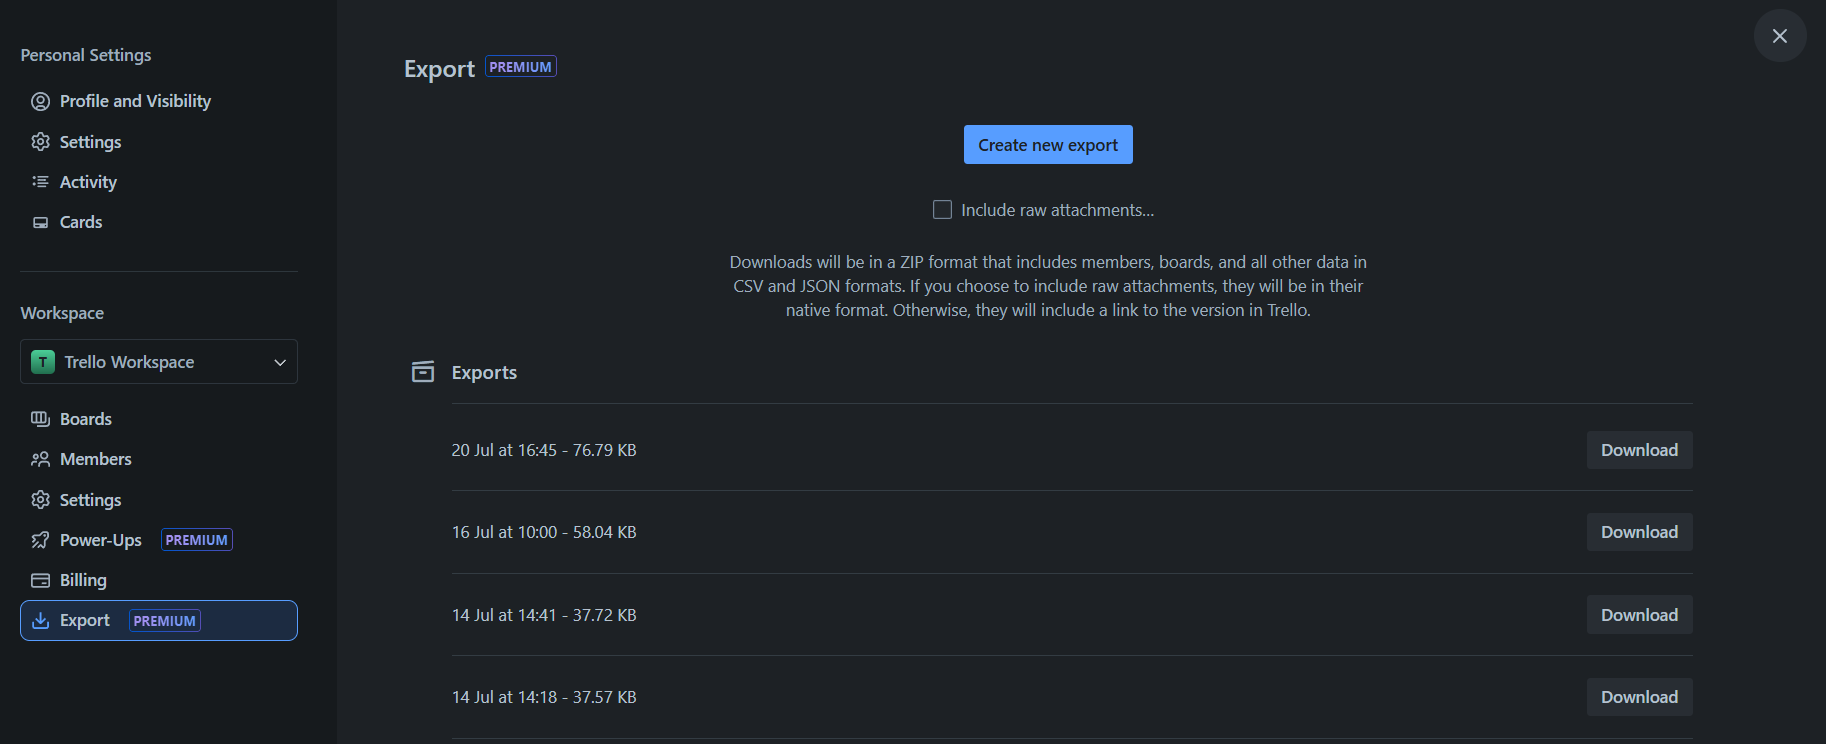 Personal Settings
Profile and Visibility
Settings
Activity
Cards
Workspace
T Trello Workspace
Boards
Members
Settings
Power-Ups PREMIUM
Billing
Export PREMIUM
Export PREMIUM
Create new export
Include raw attachments...
Downloads will be in a ZIP format that includes members, boards, and all other data in
CSV and JSON formats. If you choose to include raw attachments, they will be in their
native format. Otherwise, they will include a link to the version in Trello.
Exports
20 Jul at 16:45 - 76.79 KB Download
16 Jul at 10:00 - 58.04 KB Download
14 Jul at 14:41 - 37.72 KB Download
14 Jul at 14:18 - 37.57 KB Download